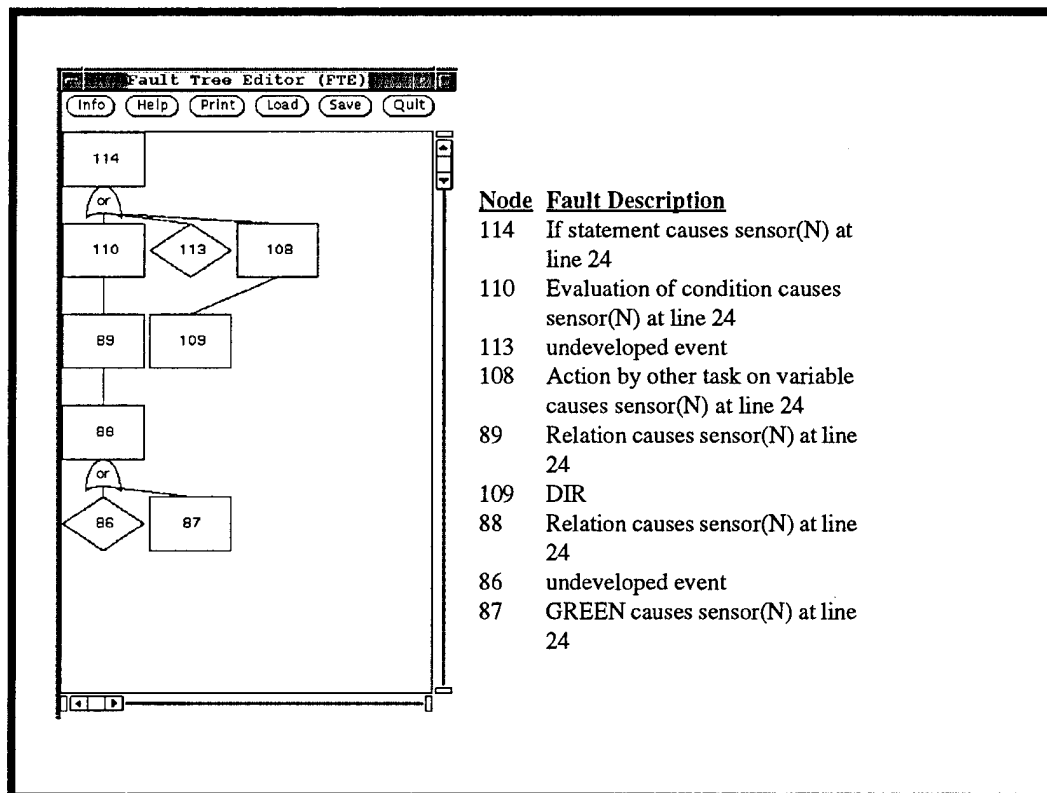 Fault Tree Editor (FTE)
Info Help Print Load Save Quit
114
or
110 113 108
89 109
88
or
86 87
Node Fault Description
114 If statement causes sensor(N) at
line 24
110 Evaluation of condition causes
sensor(N) at line 24
113 undeveloped event
108 Action by other task on variable
causes sensor(N) at line 24
89 Relation causes sensor(N) at line
24
109 DIR
88 Relation causes sensor(N) at line
24
86 undeveloped event
87 GREEN causes sensor(N) at line
24